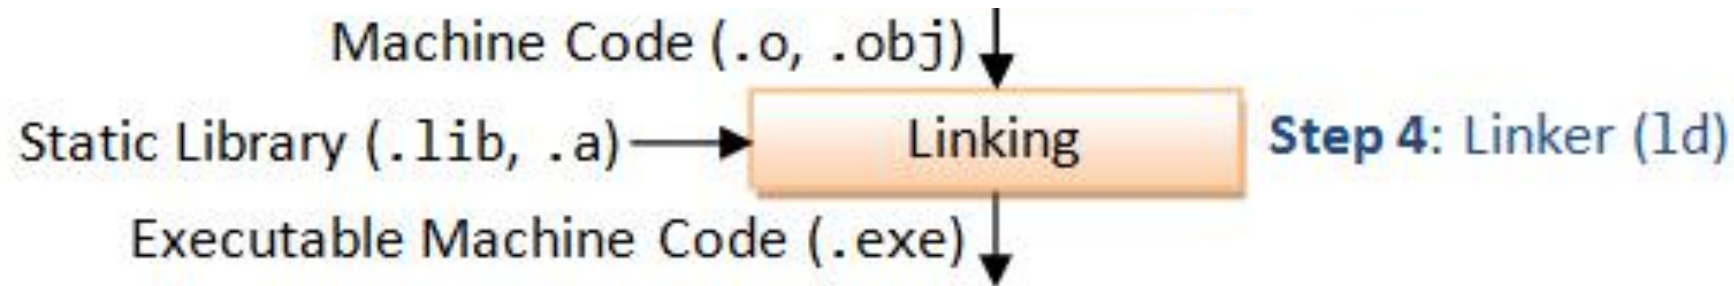 Machine Code (.o, .obj)
Static Library (.lib, .a)
Linking
Step 4: Linker (ld)
Executable Machine Code (.exe)